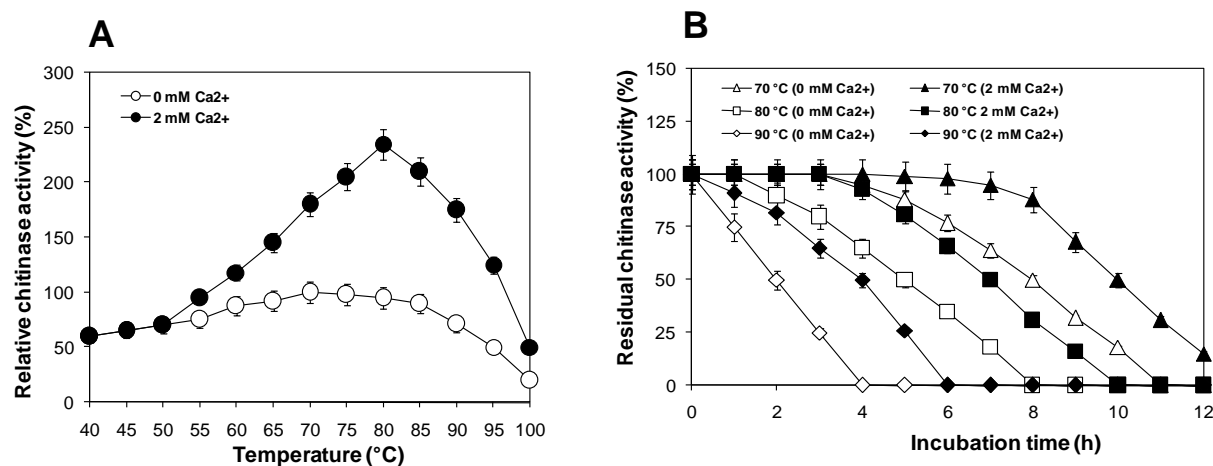 A
Relative chitinase activity (%)
300
250
200
150
100
50
0
0 mM Ca2+
2 mM Ca2+
40 45 50 55 60 65 70 75 80 85 90 95 100
Temperature (°C)
B
Residual chitinase activity (%)
150
125
100
75
50
25
0
70 °C (0 mM Ca2+) 70 °C (2 mM Ca2+)
80 °C (0 mM Ca2+) 80 °C 2 mM Ca2+)
90 °C (0 mM Ca2+) 90 °C (2 mM Ca2+)
0 2 4 6 8 10 12
Incubation time (h)